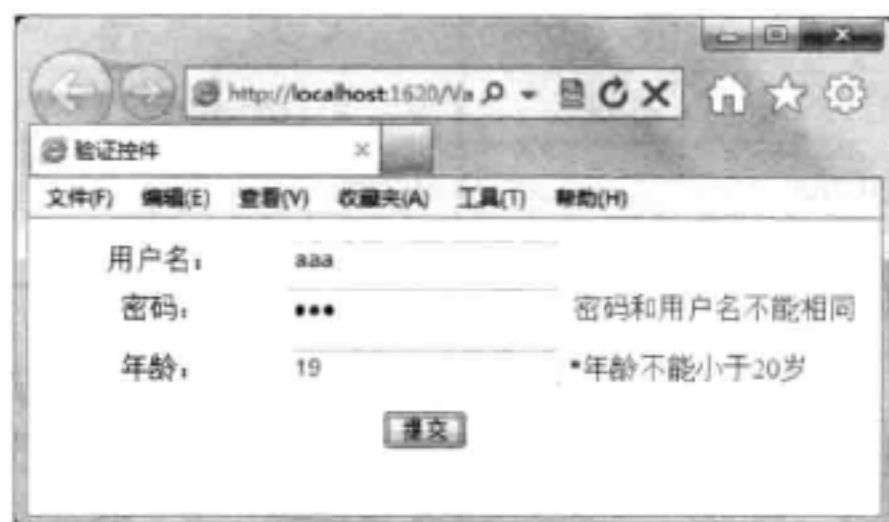 http://localhost:1620/Va
验证控件
文件(F) 编辑(E) 查看(V) 收藏夹(A) 工具(T) 帮助(H)
用户名： aaa
密码： ••• 密码和用户名不能相同
年龄： 19 *年龄不能小于20岁
提交